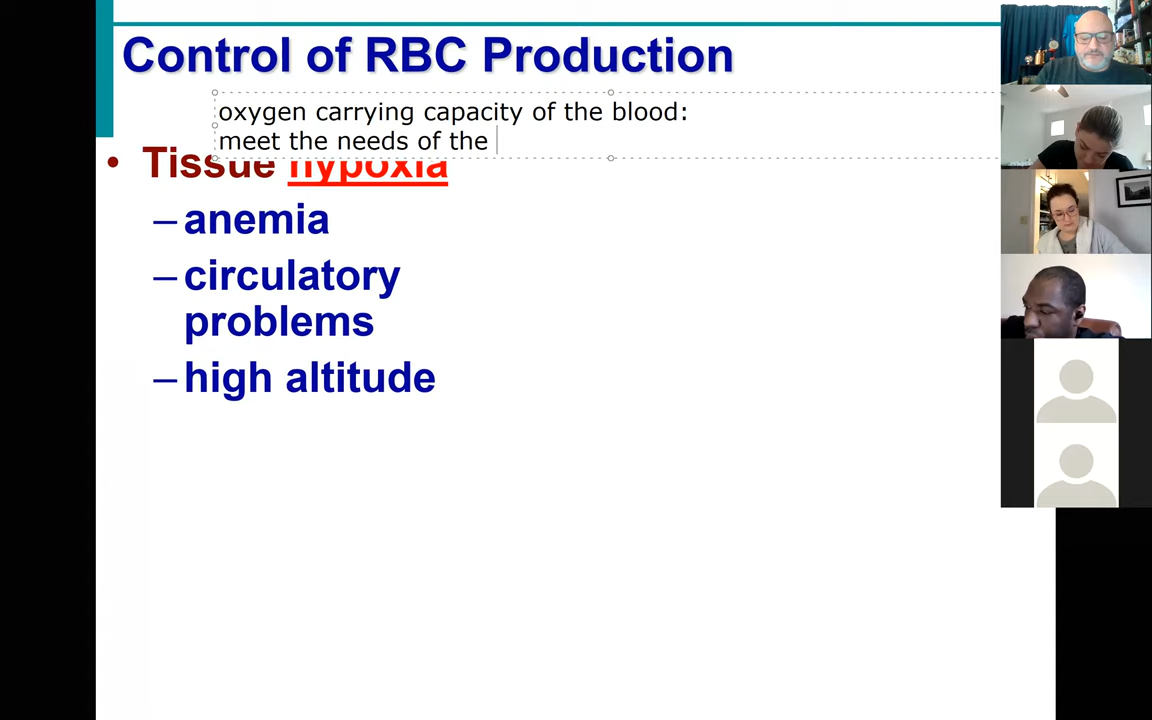 Control of RBC Production
oxygen carrying capacity of the blood:
meet the needs of the
• Tissue hypoxia
– anemia
– circulatory
problems
– high altitude